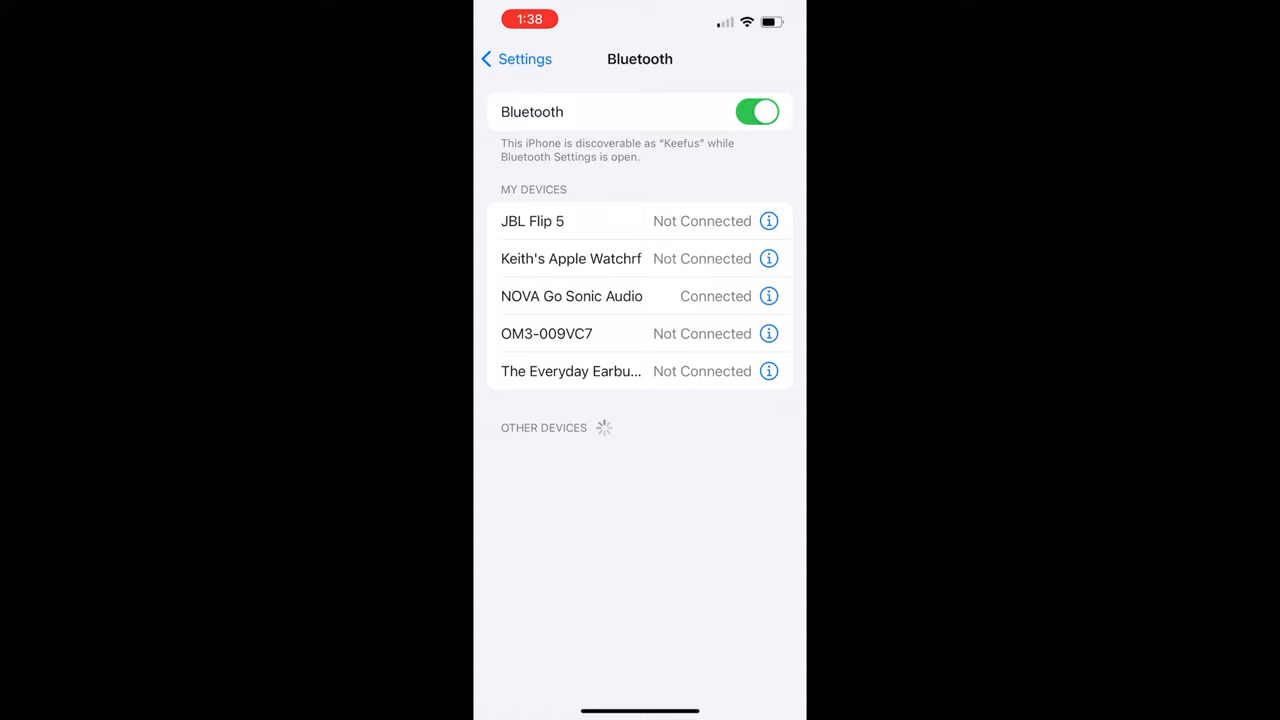 1:38
Settings
Bluetooth
Bluetooth
This iPhone is discoverable as “Keefus” while
Bluetooth Settings is open.
MY DEVICES
JBL Flip 5 Not Connected
Keith's Apple Watchrf Not Connected
NOVA Go Sonic Audio Connected
OM3-009VC7 Not Connected
The Everyday Earbu... Not Connected
OTHER DEVICES